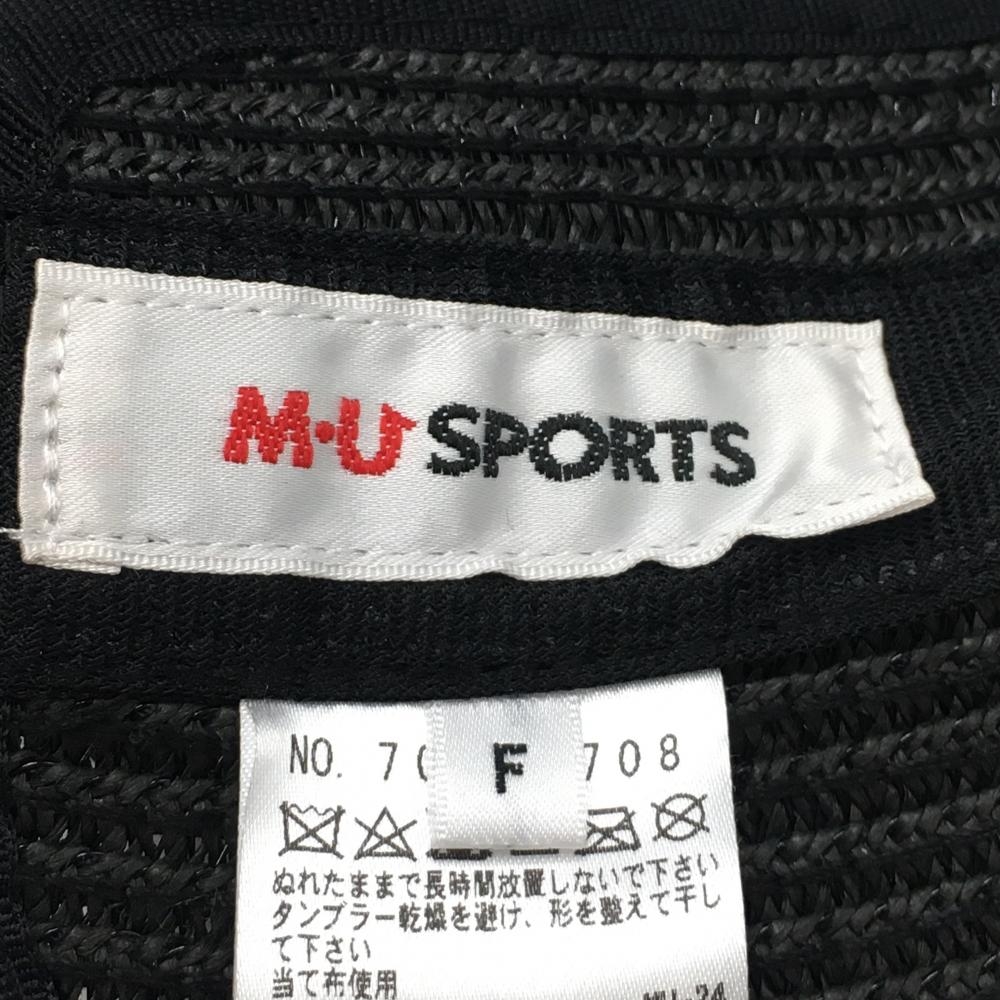 M・U SPORTS
F
NO. 70 708
ぬれたままで長時間放置しないで下さい
タンブラー乾燥を避け、形を整えて干し
て下さい
当て布使用